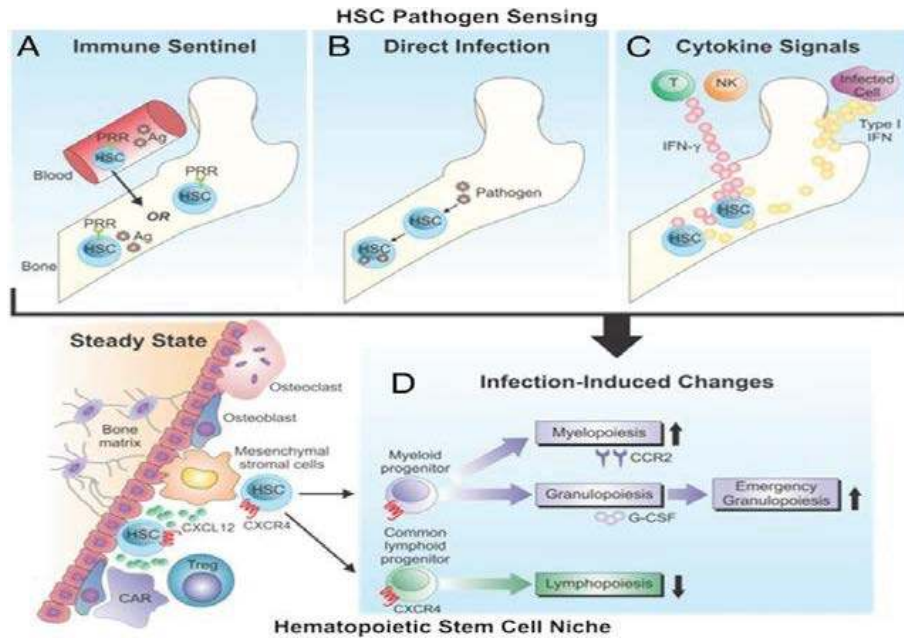 HSC Pathogen Sensing
A Immune Sentinel
PRR
Ag
HSC
Blood
OR
PRR
HSC
PRR
Ag
HSC
Bone
B Direct Infection
Pathogen
HSC
HSC
C Cytokine Signals
T
NK
Infected
Cell
Type I
IFN
IFN-γ
HSC
HSC
Steady State
Osteoclast
Osteoblast
Bone
matrix
Mesenchymal
stromal cells
HSC
CXCR4
CXCL12
HSC
Treg
CAR
D Infection-Induced Changes
Myeloid
progenitor
Myelopoiesis
CCR2
Granulopoiesis
G-CSF
Emergency
Granulopoiesis
Common
lymphoid
progenitor
CXCR4
Lymphopoiesis
Hematopoietic Stem Cell Niche